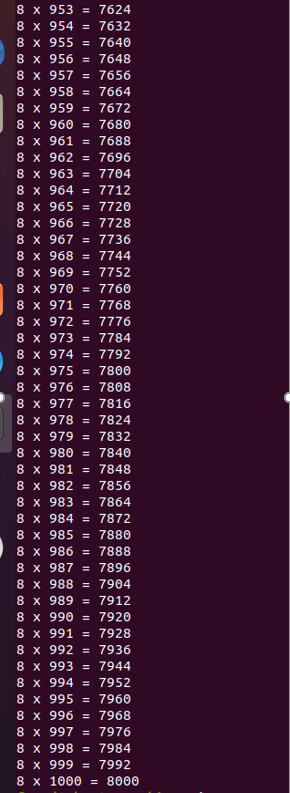 8 x 953 = 7624
8 x 954 = 7632
8 x 955 = 7640
8 x 956 = 7648
8 x 957 = 7656
8 x 958 = 7664
8 x 959 = 7672
8 x 960 = 7680
8 x 961 = 7688
8 x 962 = 7696
8 x 963 = 7704
8 x 964 = 7712
8 x 965 = 7720
8 x 966 = 7728
8 x 967 = 7736
8 x 968 = 7744
8 x 969 = 7752
8 x 970 = 7760
8 x 971 = 7768
8 x 972 = 7776
8 x 973 = 7784
8 x 974 = 7792
8 x 975 = 7800
8 x 976 = 7808
8 x 977 = 7816
8 x 978 = 7824
8 x 979 = 7832
8 x 980 = 7840
8 x 981 = 7848
8 x 982 = 7856
8 x 983 = 7864
8 x 984 = 7872
8 x 985 = 7880
8 x 986 = 7888
8 x 987 = 7896
8 x 988 = 7904
8 x 989 = 7912
8 x 990 = 7920
8 x 991 = 7928
8 x 992 = 7936
8 x 993 = 7944
8 x 994 = 7952
8 x 995 = 7960
8 x 996 = 7968
8 x 997 = 7976
8 x 998 = 7984
8 x 999 = 7992
8 x 1000 = 8000